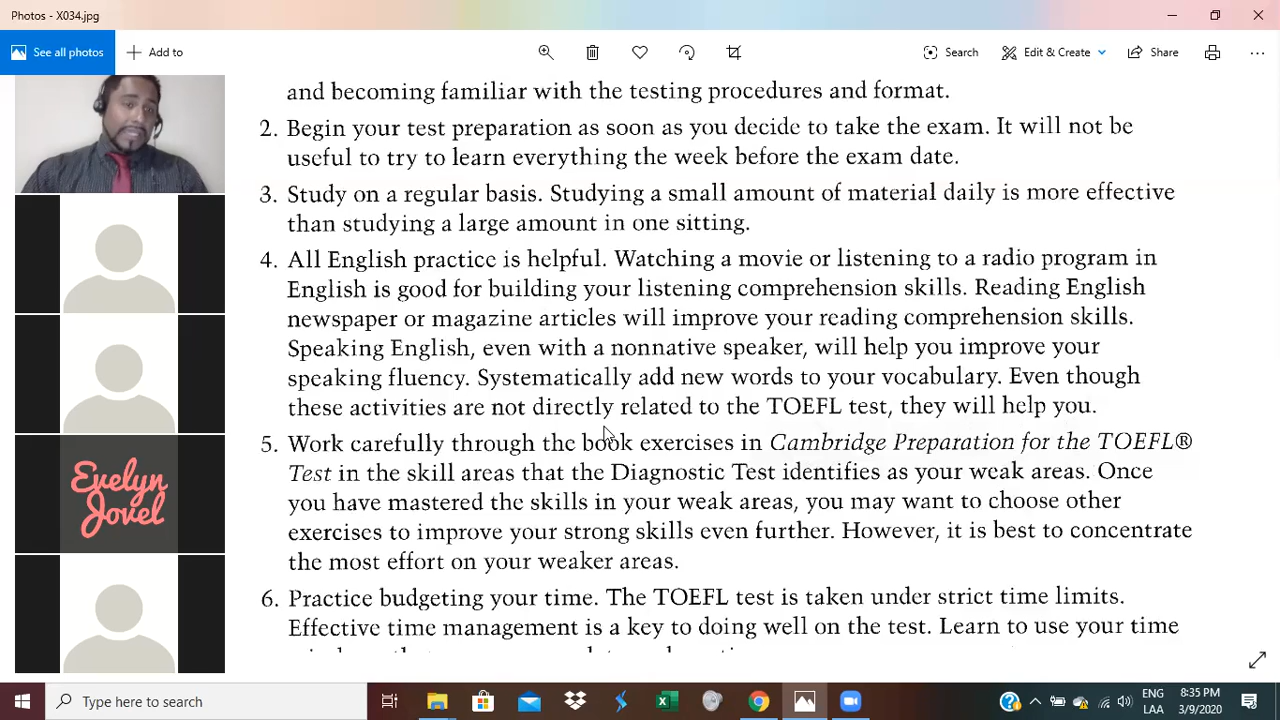 Photos - X034.jpg
See all photos
Add to
Search
Edit & Create
Share
and becoming familiar with the testing procedures and format.
2. Begin your test preparation as soon as you decide to take the exam. It will not be
useful to try to learn everything the week before the exam date.
3. Study on a regular basis. Studying a small amount of material daily is more effective
than studying a large amount in one sitting.
4. All English practice is helpful. Watching a movie or listening to a radio program in
English is good for building your listening comprehension skills. Reading English
newspaper or magazine articles will improve your reading comprehension skills.
Speaking English, even with a nonnative speaker, will help you improve your
speaking fluency. Systematically add new words to your vocabulary. Even though
these activities are not directly related to the TOEFL test, they will help you.
Evelyn
Jovel
5. Work carefully through the book exercises in Cambridge Preparation for the TOEFL®
Test in the skill areas that the Diagnostic Test identifies as your weak areas. Once
you have mastered the skills in your weak areas, you may want to choose other
exercises to improve your strong skills even further. However, it is best to concentrate
the most effort on your weaker areas.
6. Practice budgeting your time. The TOEFL test is taken under strict time limits.
Effective time management is a key to doing well on the test. Learn to use your time
Type here to search
ENG
LAA
8:35 PM
3/9/2020